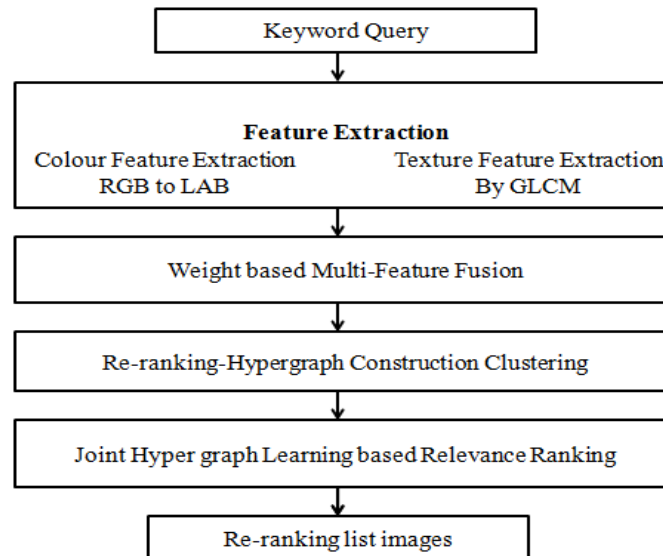 Keyword Query
Feature Extraction
Colour Feature Extraction
RGB to LAB
Texture Feature Extraction
By GLCM
Weight based Multi-Feature Fusion
Re-ranking-Hypergraph Construction Clustering
Joint Hyper graph Learning based Relevance Ranking
Re-ranking list images